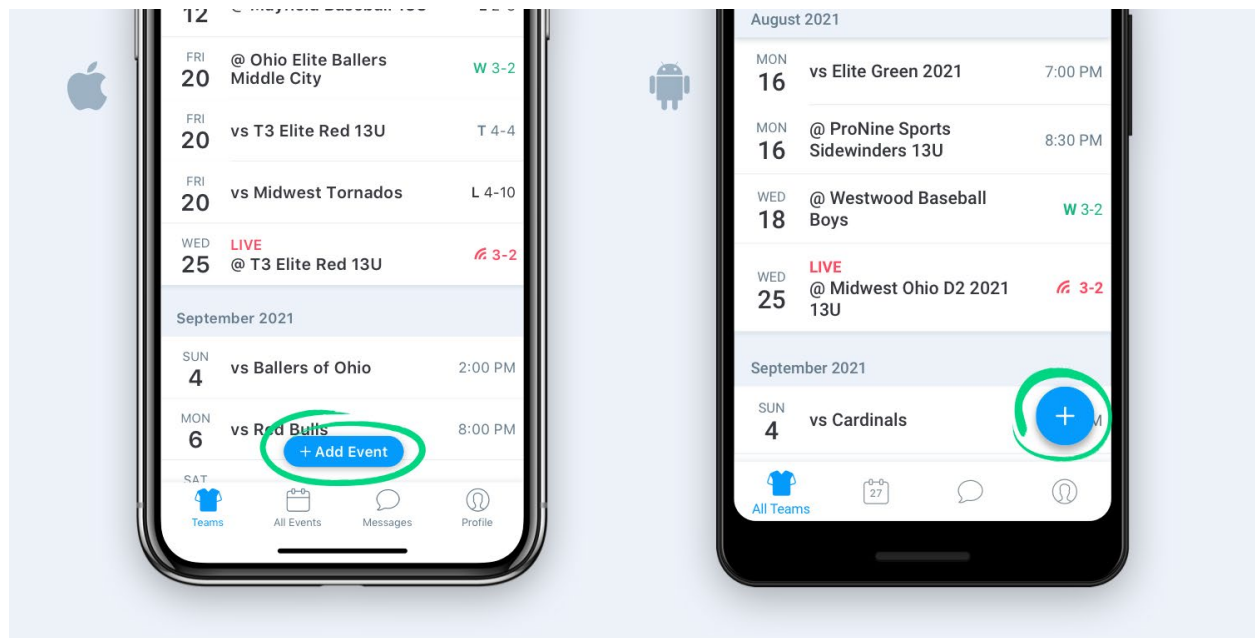 12
FRI
20
@ Ohio Elite Ballers
Middle City
W 3-2
FRI
20
vs T3 Elite Red 13U
T 4-4
FRI
20
vs Midwest Tornados
L 4-10
WED
25
LIVE
@ T3 Elite Red 13U
3-2
September 2021
SUN
4
vs Ballers of Ohio
2:00 PM
MON
6
vs Red Bulls
8:00 PM
+ Add Event
SAT
Teams
All Events
Messages
Profile
August 2021
MON
16
vs Elite Green 2021
7:00 PM
MON
16
@ ProNine Sports
Sidewinders 13U
8:30 PM
WED
18
@ Westwood Baseball
Boys
W 3-2
WED
25
LIVE
@ Midwest Ohio D2 2021
13U
3-2
September 2021
SUN
4
vs Cardinals
+
All Teams
27